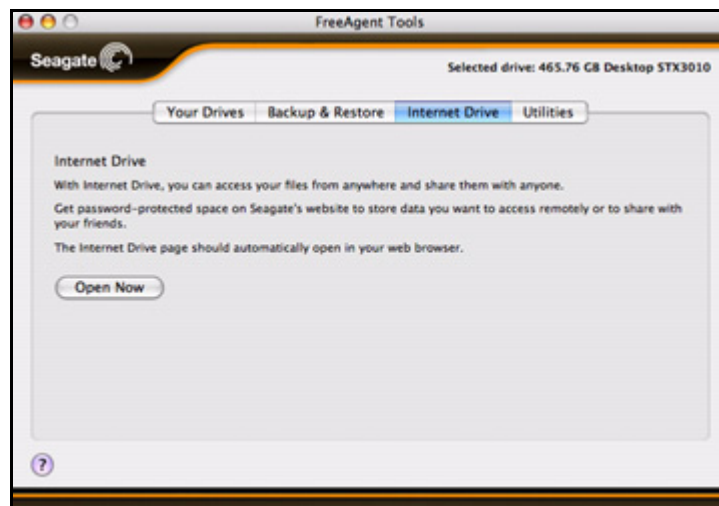 FreeAgent Tools
Seagate
Selected drive: 465.76 GB Desktop STX3010
Your Drives Backup & Restore Internet Drive Utilities
Internet Drive
With Internet Drive, you can access your files from anywhere and share them with anyone.
Get password-protected space on Seagate's website to store data you want to access remotely or to share with
your friends.
The Internet Drive page should automatically open in your web browser.
Open Now
?